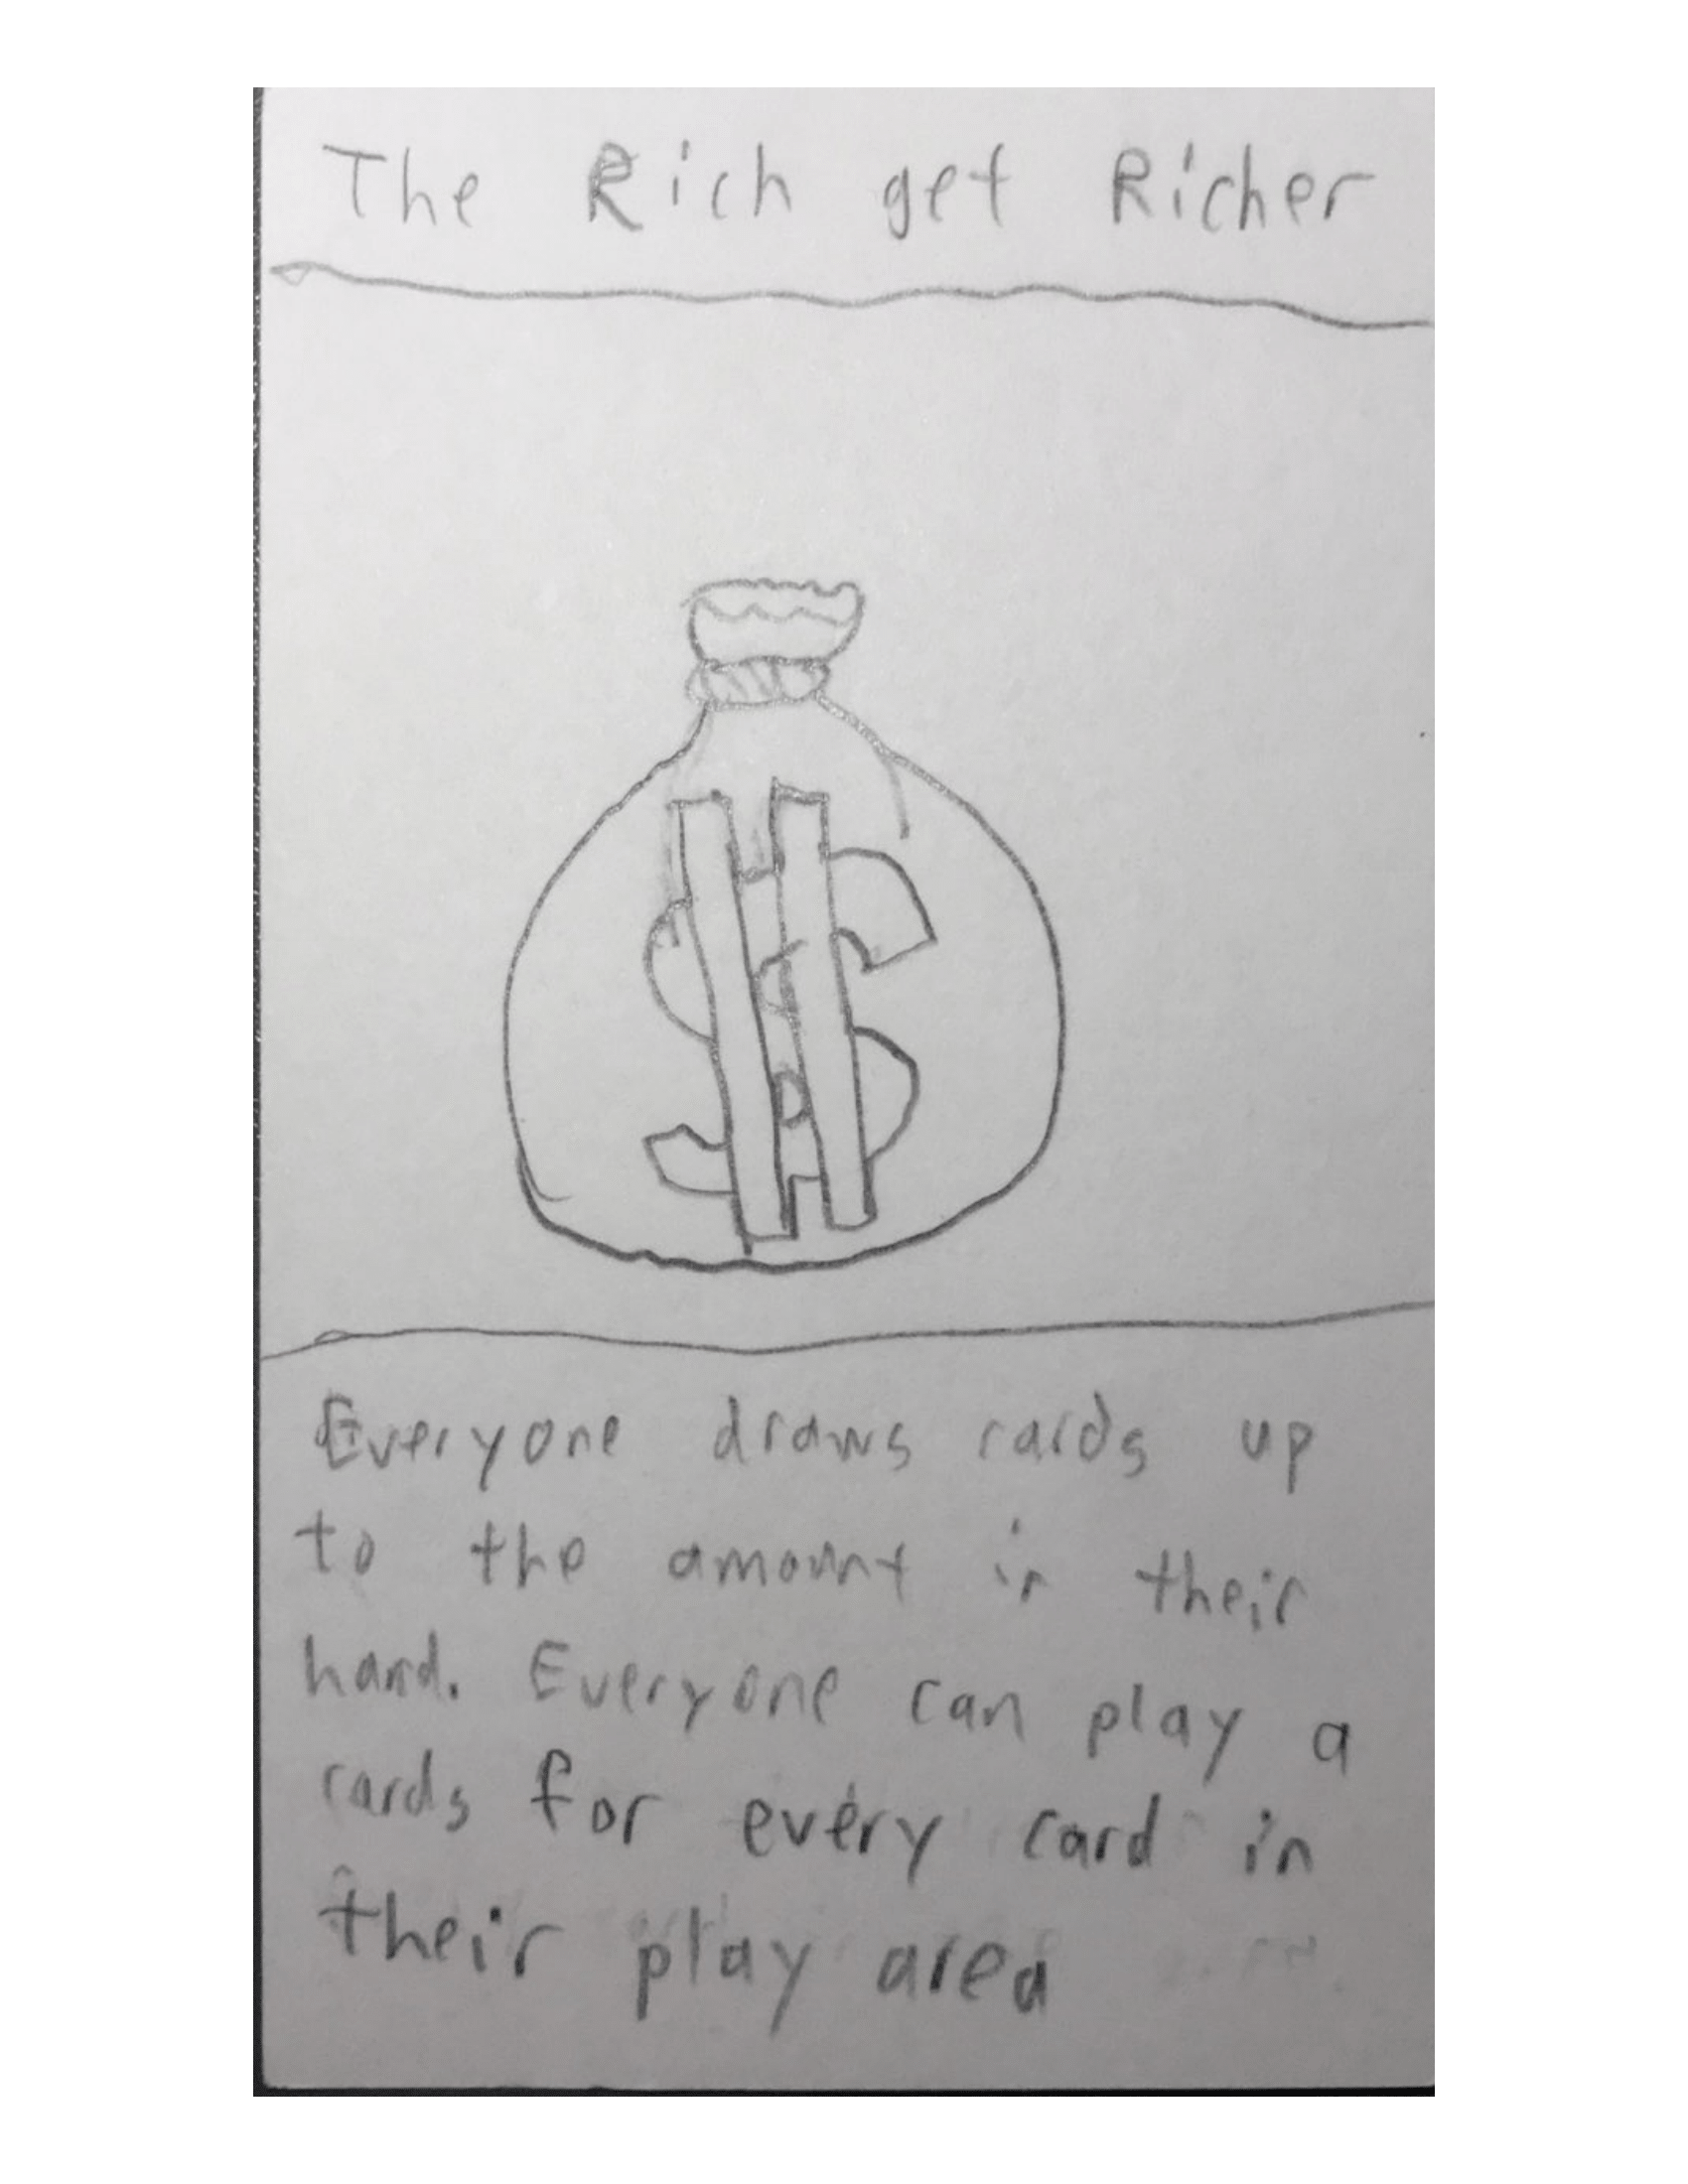 The Rich get Richer
Everyone draws cards up
to the amount in their
hand. Everyone can play a
cards for every card in
their play area